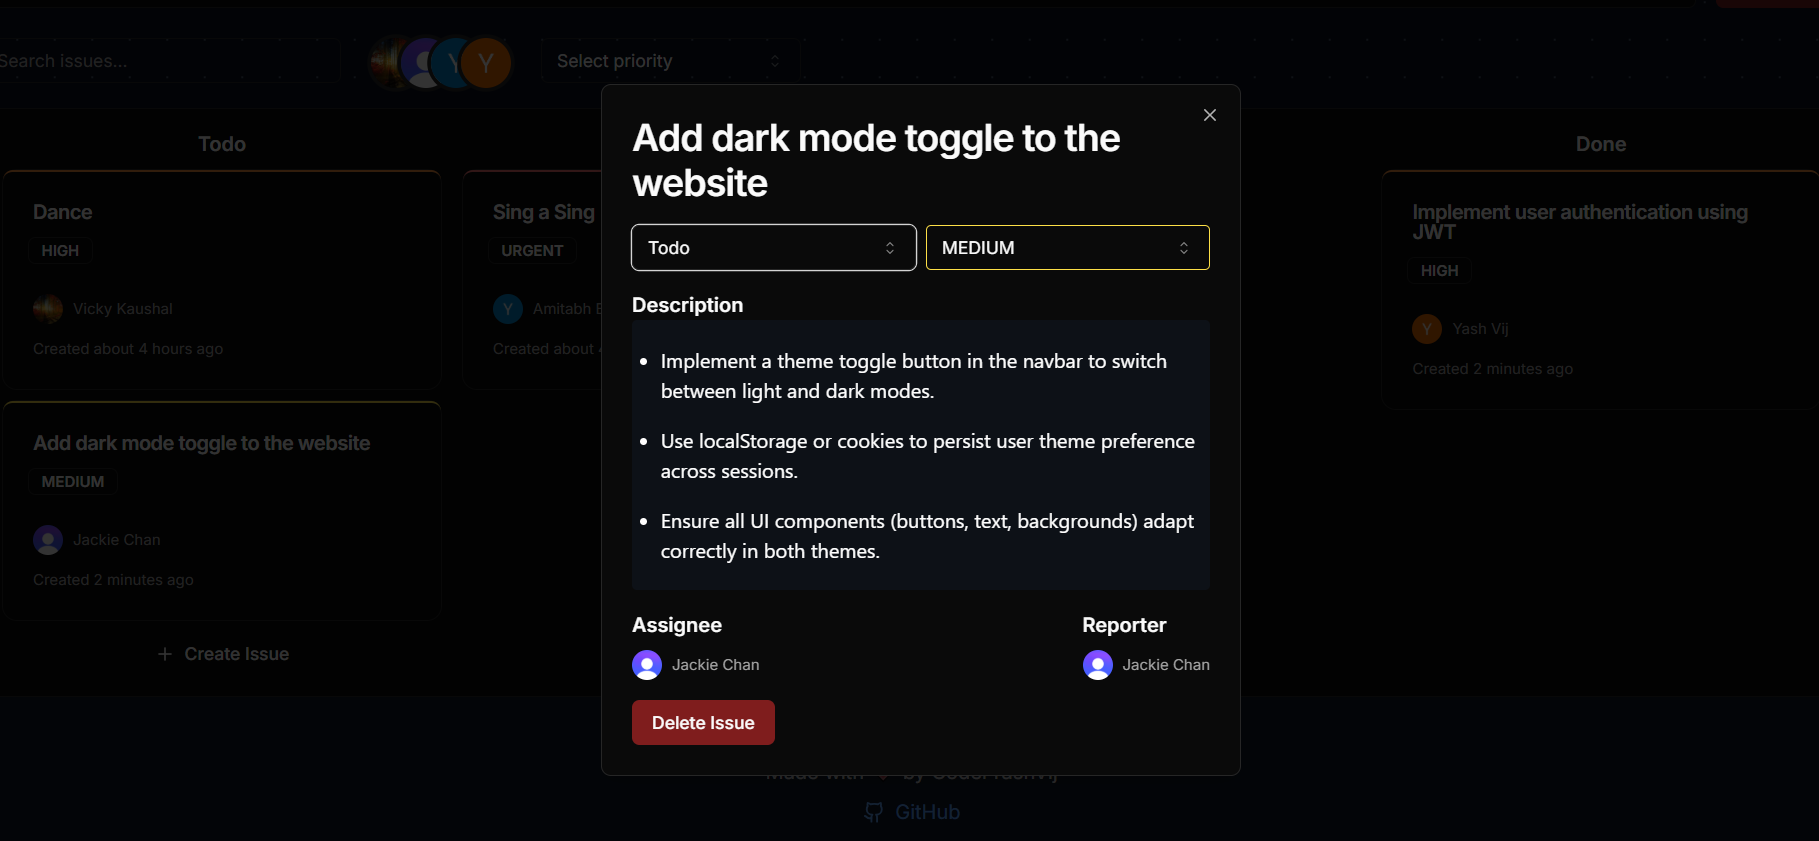 Search issues...
Y
Y
Select priority
Todo
Done
Dance
HIGH
Vicky Kaushal
Created about 4 hours ago
Add dark mode toggle to the website
MEDIUM
Jackie Chan
Created 2 minutes ago
+ Create Issue
Sing a Sing
URGENT
Y
Amitabh
Created about
Add dark mode toggle to the
website
Todo
MEDIUM
Description
• Implement a theme toggle button in the navbar to switch
between light and dark modes.
• Use localStorage or cookies to persist user theme preference
across sessions.
• Ensure all UI components (buttons, text, backgrounds) adapt
correctly in both themes.
Assignee
Reporter
Jackie Chan
Jackie Chan
Delete Issue
Implement user authentication using
JWT
HIGH
Y
Yash Vij
Created 2 minutes ago
GitHub